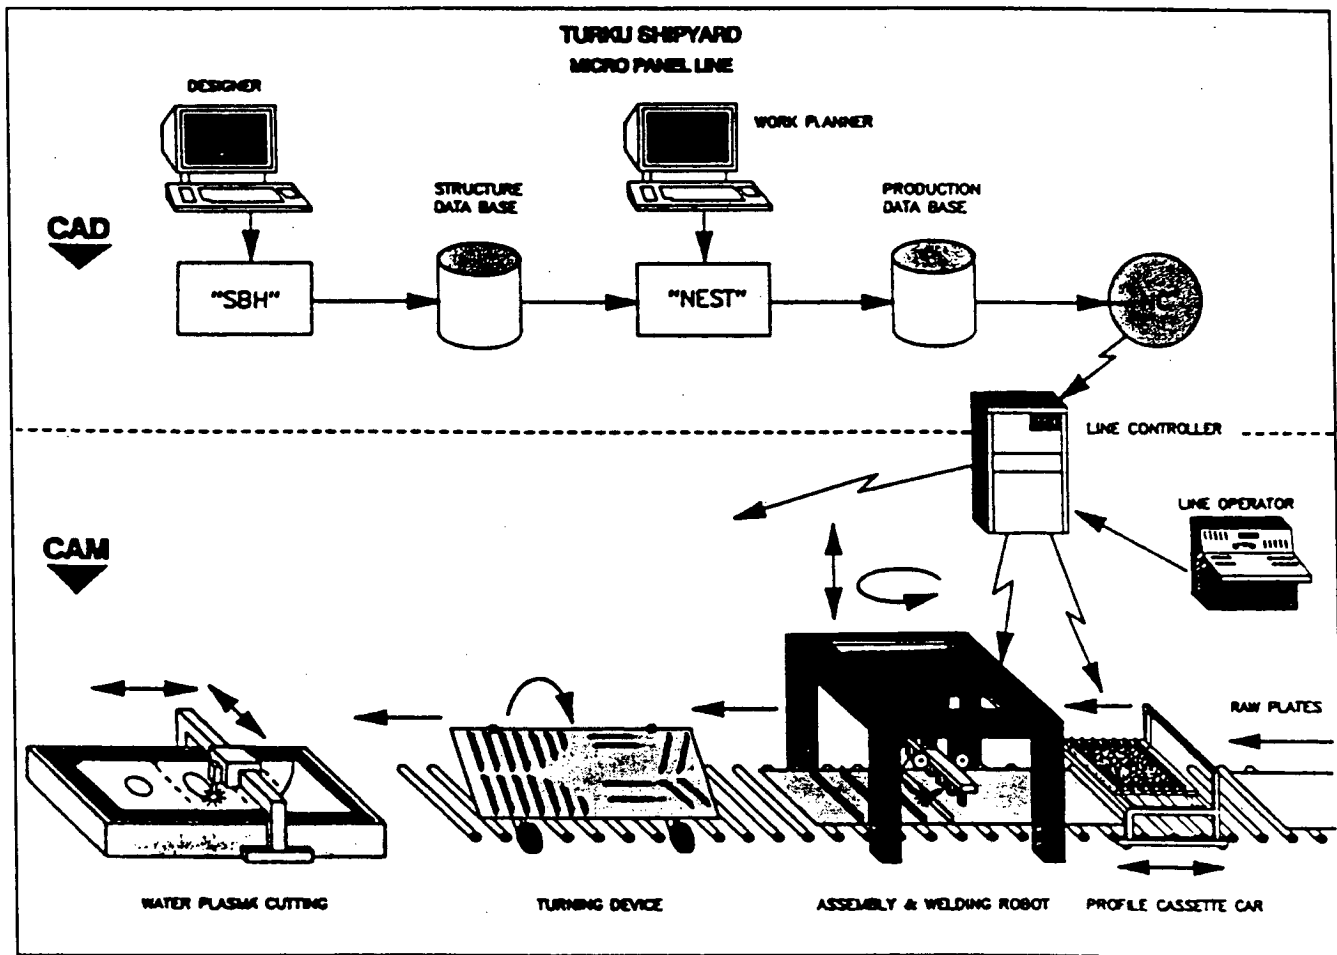 TURKU SHIPYARD
MICRO PANEL LINE
DESIGNER
WORK PLANNER
STRUCTURE
DATA BASE
PRODUCTION
DATA BASE
CAD
"SBH"
"NEST"
"NC"
LINE CONTROLLER
LINE OPERATOR
CAM
RAW PLATES
WATER PLASMA CUTTING
TURNING DEVICE
ASSEMBLY & WELDING ROBOT
PROFILE CASSETTE CAR